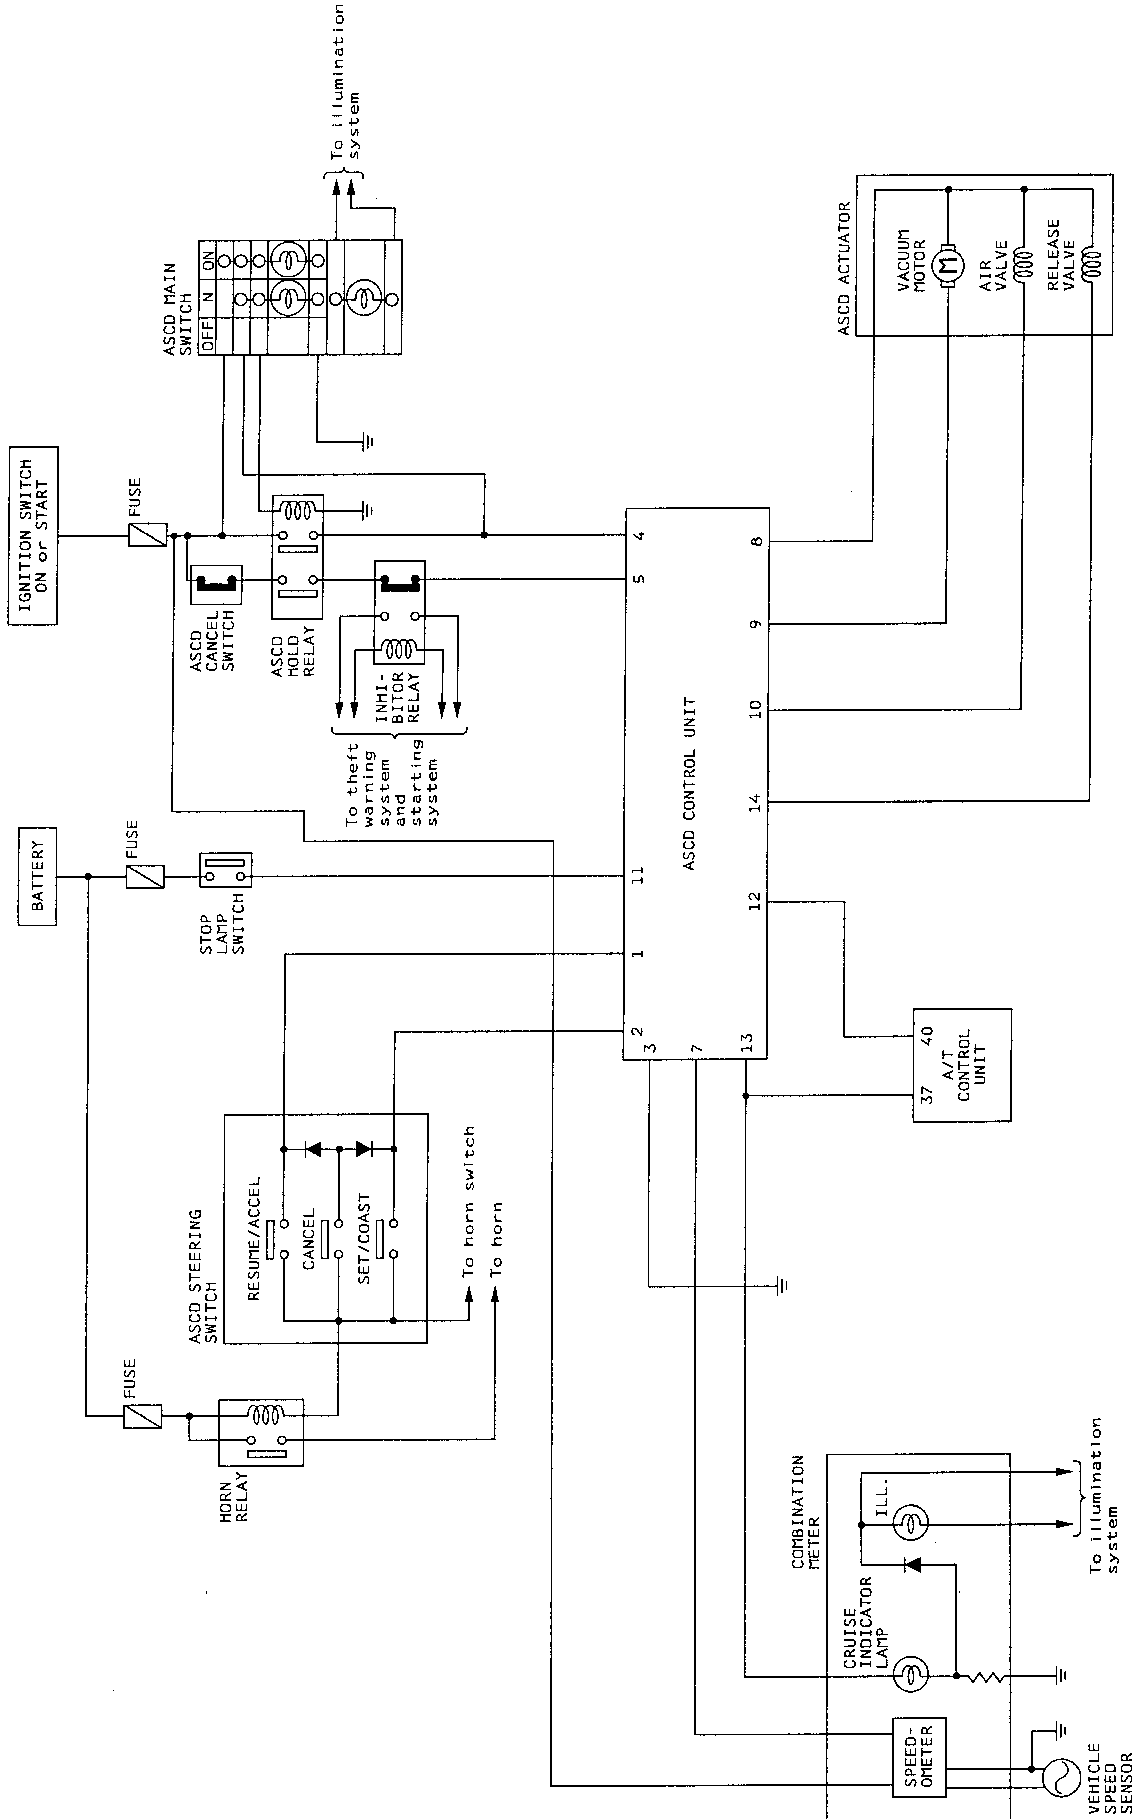 IGNITION SWITCH
ON or START
FUSE
ASCD
CANCEL
SWITCH
ASCD
HOLD
RELAY
INHI-
BITOR
RELAY
To theft
warning
system
and
starting
system
ASCD MAIN
SWITCH
OFF N ON
To illumination
system
BATTERY
FUSE
STOP
LAMP
SWITCH
FUSE
HORN
RELAY
ASCD STEERING
SWITCH
RESUME/ACCEL
CANCEL
SET/COAST
To horn switch
To horn
ASCD CONTROL UNIT
4
5
11
1
2
3
7
13
12
14
10
9
8
ASCD ACTUATOR
VACUUM
MOTOR
M
AIR
VALVE
RELEASE
VALVE
37
40
A/T
CONTROL
UNIT
COMBINATION
METER
ILL.
CRUISE
INDICATOR
LAMP
SPEED-
OMETER
To illumination
system
VEHICLE
SPEED
SENSOR